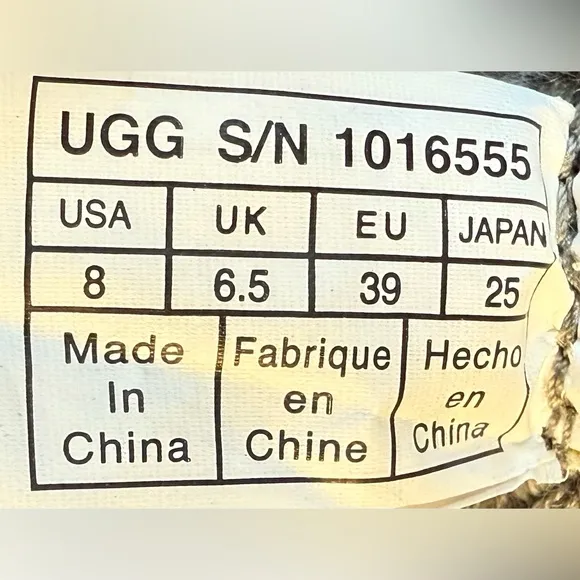 UGG S/N 1016555
USA UK EU JAPAN
8 6.5 39 25
Made Fabrique Hecho
In en en
China Chine China